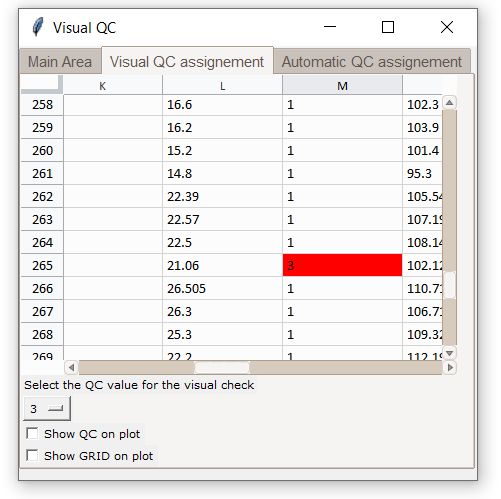 Visual QC
Main Area Visual QC assignement Automatic QC assignement
K L M
258 16.6 1 102.3
259 16.2 1 103.9
260 15.2 1 101.4
261 14.8 1 95.3
262 22.39 1 105.54
263 22.57 1 107.19
264 22.5 1 108.14
265 21.06 3 102.12
266 26.505 1 110.71
267 26.3 1 106.71
268 25.3 1 109.32
269 22.2 1 112.19
Select the QC value for the visual check
3
Show QC on plot
Show GRID on plot